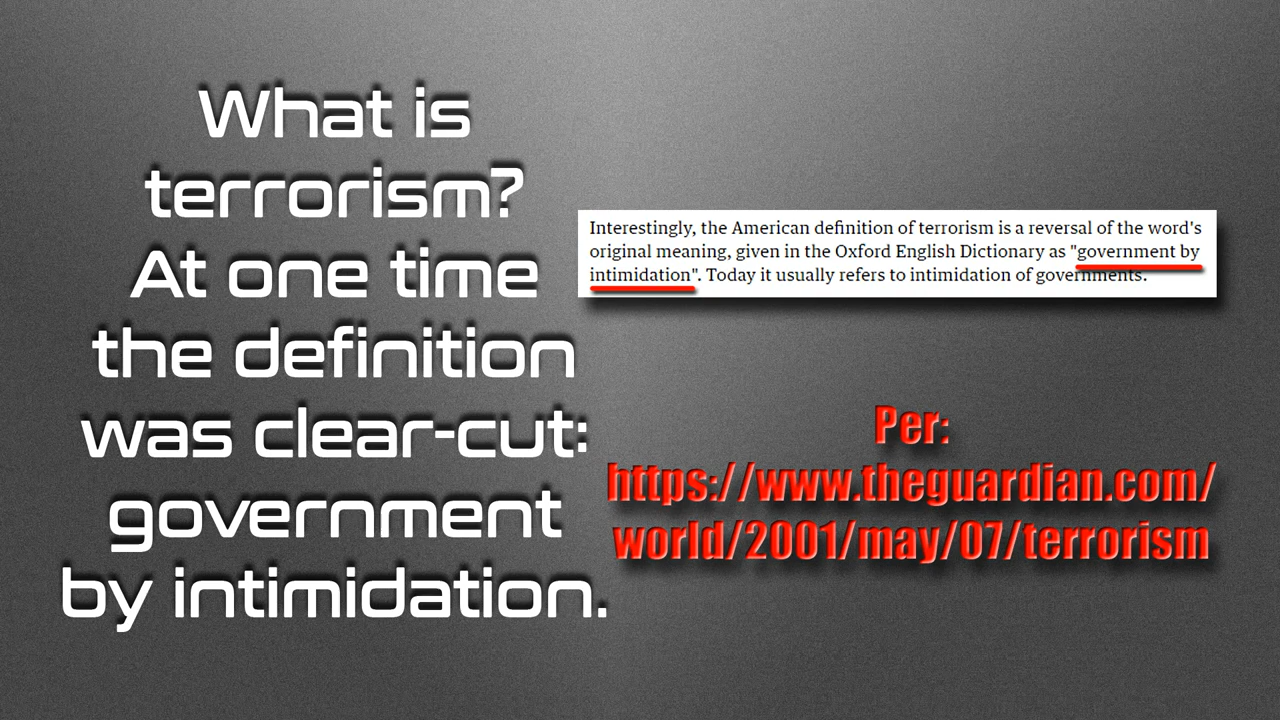 What is
terrorism?
At one time
the definition
was clear-cut:
government
by intimidation.
Interestingly, the American definition of terrorism is a reversal of the word's
original meaning, given in the Oxford English Dictionary as "government by
intimidation". Today it usually refers to intimidation of governments.
Per:
https://www.theguardian.com/
world/2001/may/07/terrorism